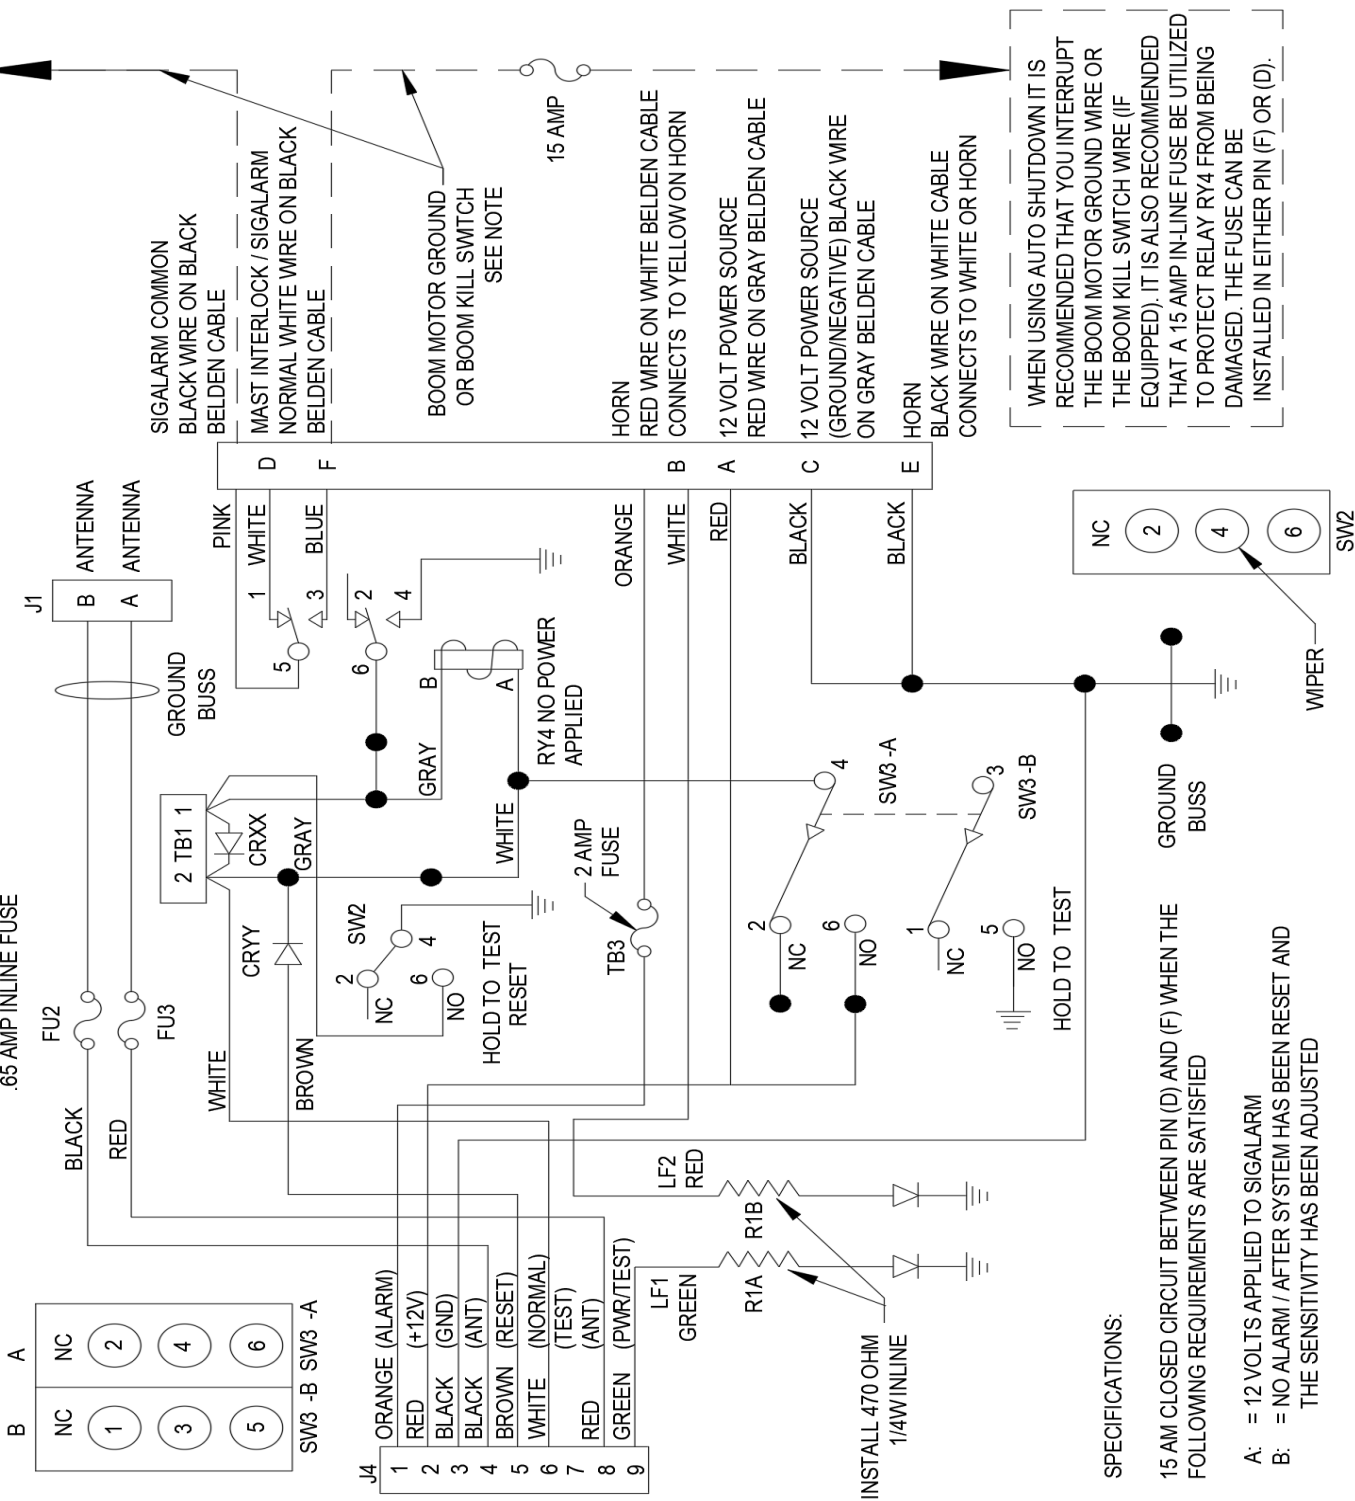 .65 AMP INLINE FUSE
B
A
NC
NC
1
2
3
4
5
6
SW3 -B
SW3 -A
BLACK
RED
FU2
FU3
GROUND
BUSS
J1
B
A
ANTENNA
ANTENNA
SIGALARM COMMON
BLACK WIRE ON BLACK
BELDEN CABLE
MAST INTERLOCK / SIGALARM
NORMAL WHITE WIRE ON BLACK
BELDEN CABLE
BOOM MOTOR GROUND
OR BOOM KILL SWITCH
SEE NOTE
15 AMP
HORN
RED WIRE ON WHITE BELDEN CABLE
CONNECTS TO YELLOW ON HORN
12 VOLT POWER SOURCE
RED WIRE ON GRAY BELDEN CABLE
12 VOLT POWER SOURCE
(GROUND/NEGATIVE) BLACK WIRE
ON GRAY BELDEN CABLE
HORN
BLACK WIRE ON WHITE CABLE
CONNECTS TO WHITE OR HORN
D
F
B
A
C
E
PINK
WHITE
BLUE
ORANGE
WHITE
RED
BLACK
BLACK
1
3
5
2
4
6
B
A
RY4 NO POWER
APPLIED
GRAY
WHITE
2 TB1 1
CRXX
GRAY
CRYY
WHITE
BROWN
SW2
2
4
6
NC
NO
HOLD TO TEST
RESET
TB3
2 AMP
FUSE
4
SW3 -A
2
NC
6
NO
3
SW3 -B
1
NC
5
NO
HOLD TO TEST
GROUND
BUSS
J4
1
2
3
4
5
6
7
8
9
ORANGE (ALARM)
RED (+12V)
BLACK (GND)
BLACK (ANT)
BROWN (RESET)
WHITE (NORMAL)
(TEST)
RED (ANT)
GREEN (PWR/TEST)
LF1
GREEN
LF2
RED
R1A
R1B
INSTALL 470 OHM
1/4W INLINE
NC
2
4
6
SW2
WIPER
WHEN USING AUTO SHUTDOWN IT IS
RECOMMENDED THAT YOU INTERRUPT
THE BOOM MOTOR GROUND WIRE OR
THE BOOM KILL SWITCH WIRE (IF
EQUIPPED). IT IS ALSO RECOMMENDED
THAT A 15 AMP IN-LINE FUSE BE UTILIZED
TO PROTECT RELAY RY4 FROM BEING
DAMAGED. THE FUSE CAN BE
INSTALLED IN EITHER PIN (F) OR (D).
SPECIFICATIONS:
15 AM CLOSED CIRCUIT BETWEEN PIN (D) AND (F) WHEN THE
FOLLOWING REQUIREMENTS ARE SATISFIED
A: = 12 VOLTS APPLIED TO SIGALARM
B: = NO ALARM / AFTER SYSTEM HAS BEEN RESET AND
THE SENSITIVITY HAS BEEN ADJUSTED